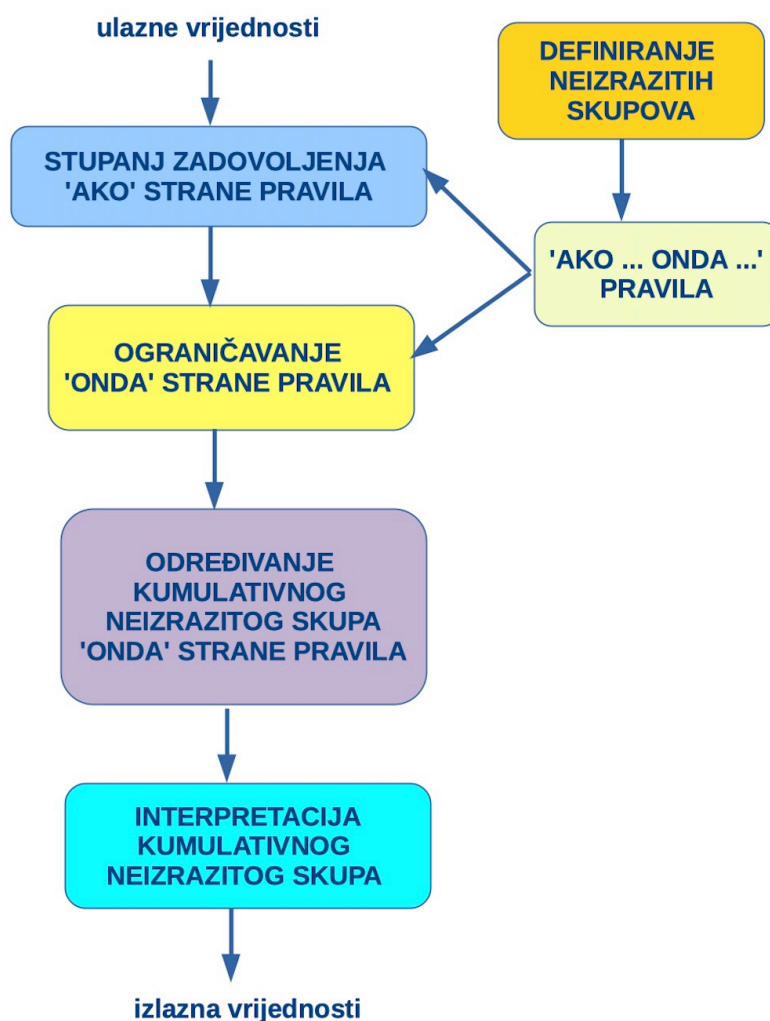 ulazne vrijednosti
DEFINIRANJE
NEIZRAZITIH
SKUPOVA
STUPANJ ZADOVOLJENJA
'AKO' STRANE PRAVILA
'AKO ... ONDA ...'
PRAVILA
OGRANIČAVANJE
'ONDA' STRANE PRAVILA
ODREĐIVANJE
KUMULATIVNOG
NEIZRAZITOG SKUPA
'ONDA' STRANE PRAVILA
INTERPRETACIJA
KUMULATIVNOG
NEIZRAZITOG SKUPA
izlazna vrijednosti